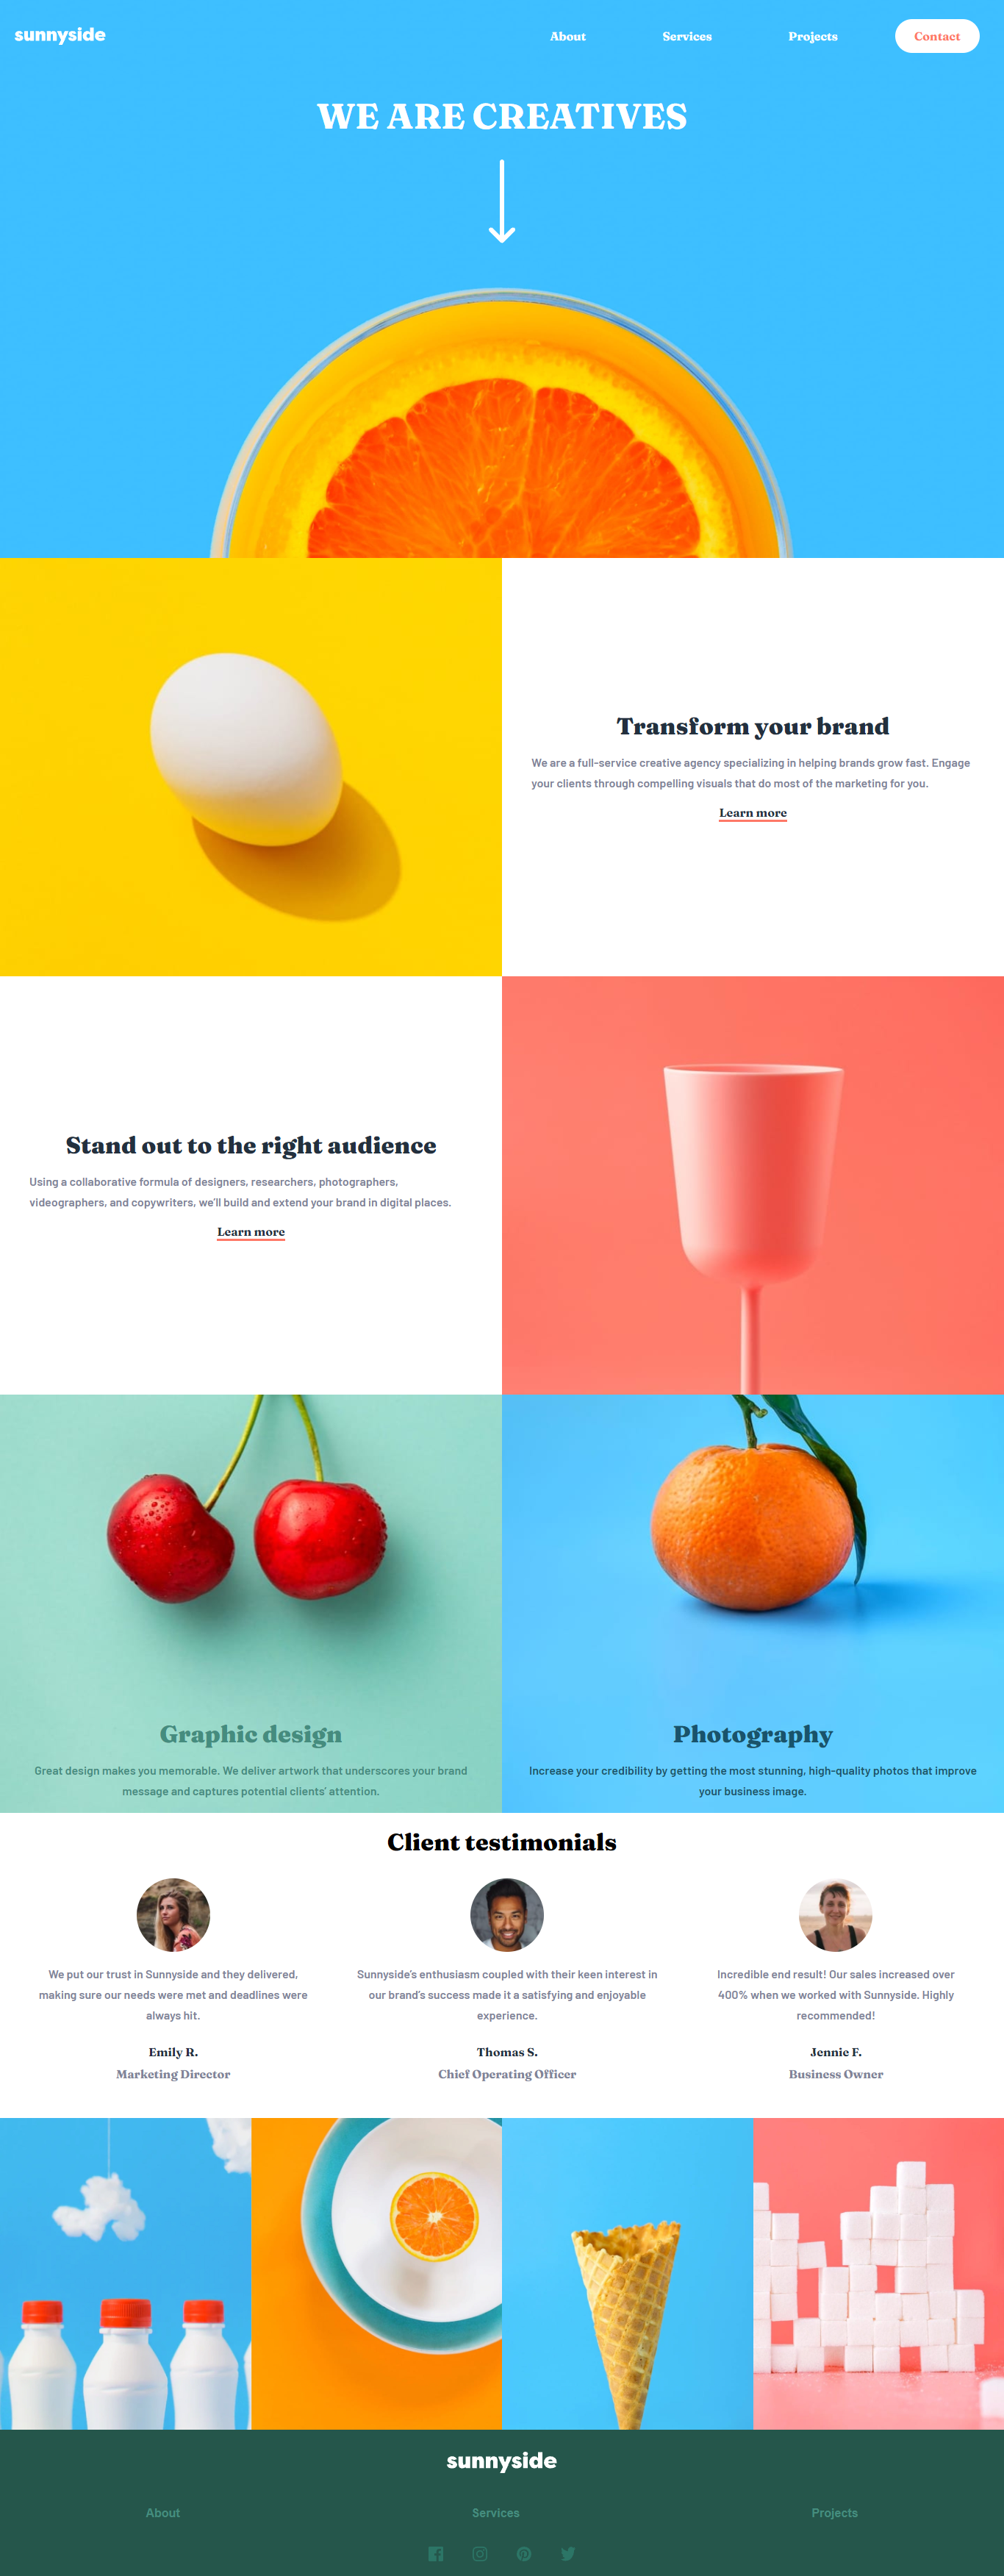 sunnyside
About Services Projects Contact
WE ARE CREATIVES
Transform your brand
We are a full-service creative agency specializing in helping brands grow fast. Engage
your clients through compelling visuals that do most of the marketing for you.
Learn more
Stand out to the right audience
Using a collaborative formula of designers, researchers, photographers,
videographers, and copywriters, we'll build and extend your brand in digital places.
Learn more
Graphic design
Great design makes you memorable. We deliver artwork that underscores your brand
message and captures potential clients' attention.
Photography
Increase your credibility by getting the most stunning, high-quality photos that improve
your business image.
Client testimonials
We put our trust in Sunnyside and they delivered,
making sure our needs were met and deadlines were
always hit.
Emily R.
Marketing Director
Sunnyside's enthusiasm coupled with their keen interest in
our brand's success made it a satisfying and enjoyable
experience.
Thomas S.
Chief Operating Officer
Incredible end result! Our sales increased over
400% when we worked with Sunnyside. Highly
recommended!
Jennie F.
Business Owner
sunnyside
About Services Projects